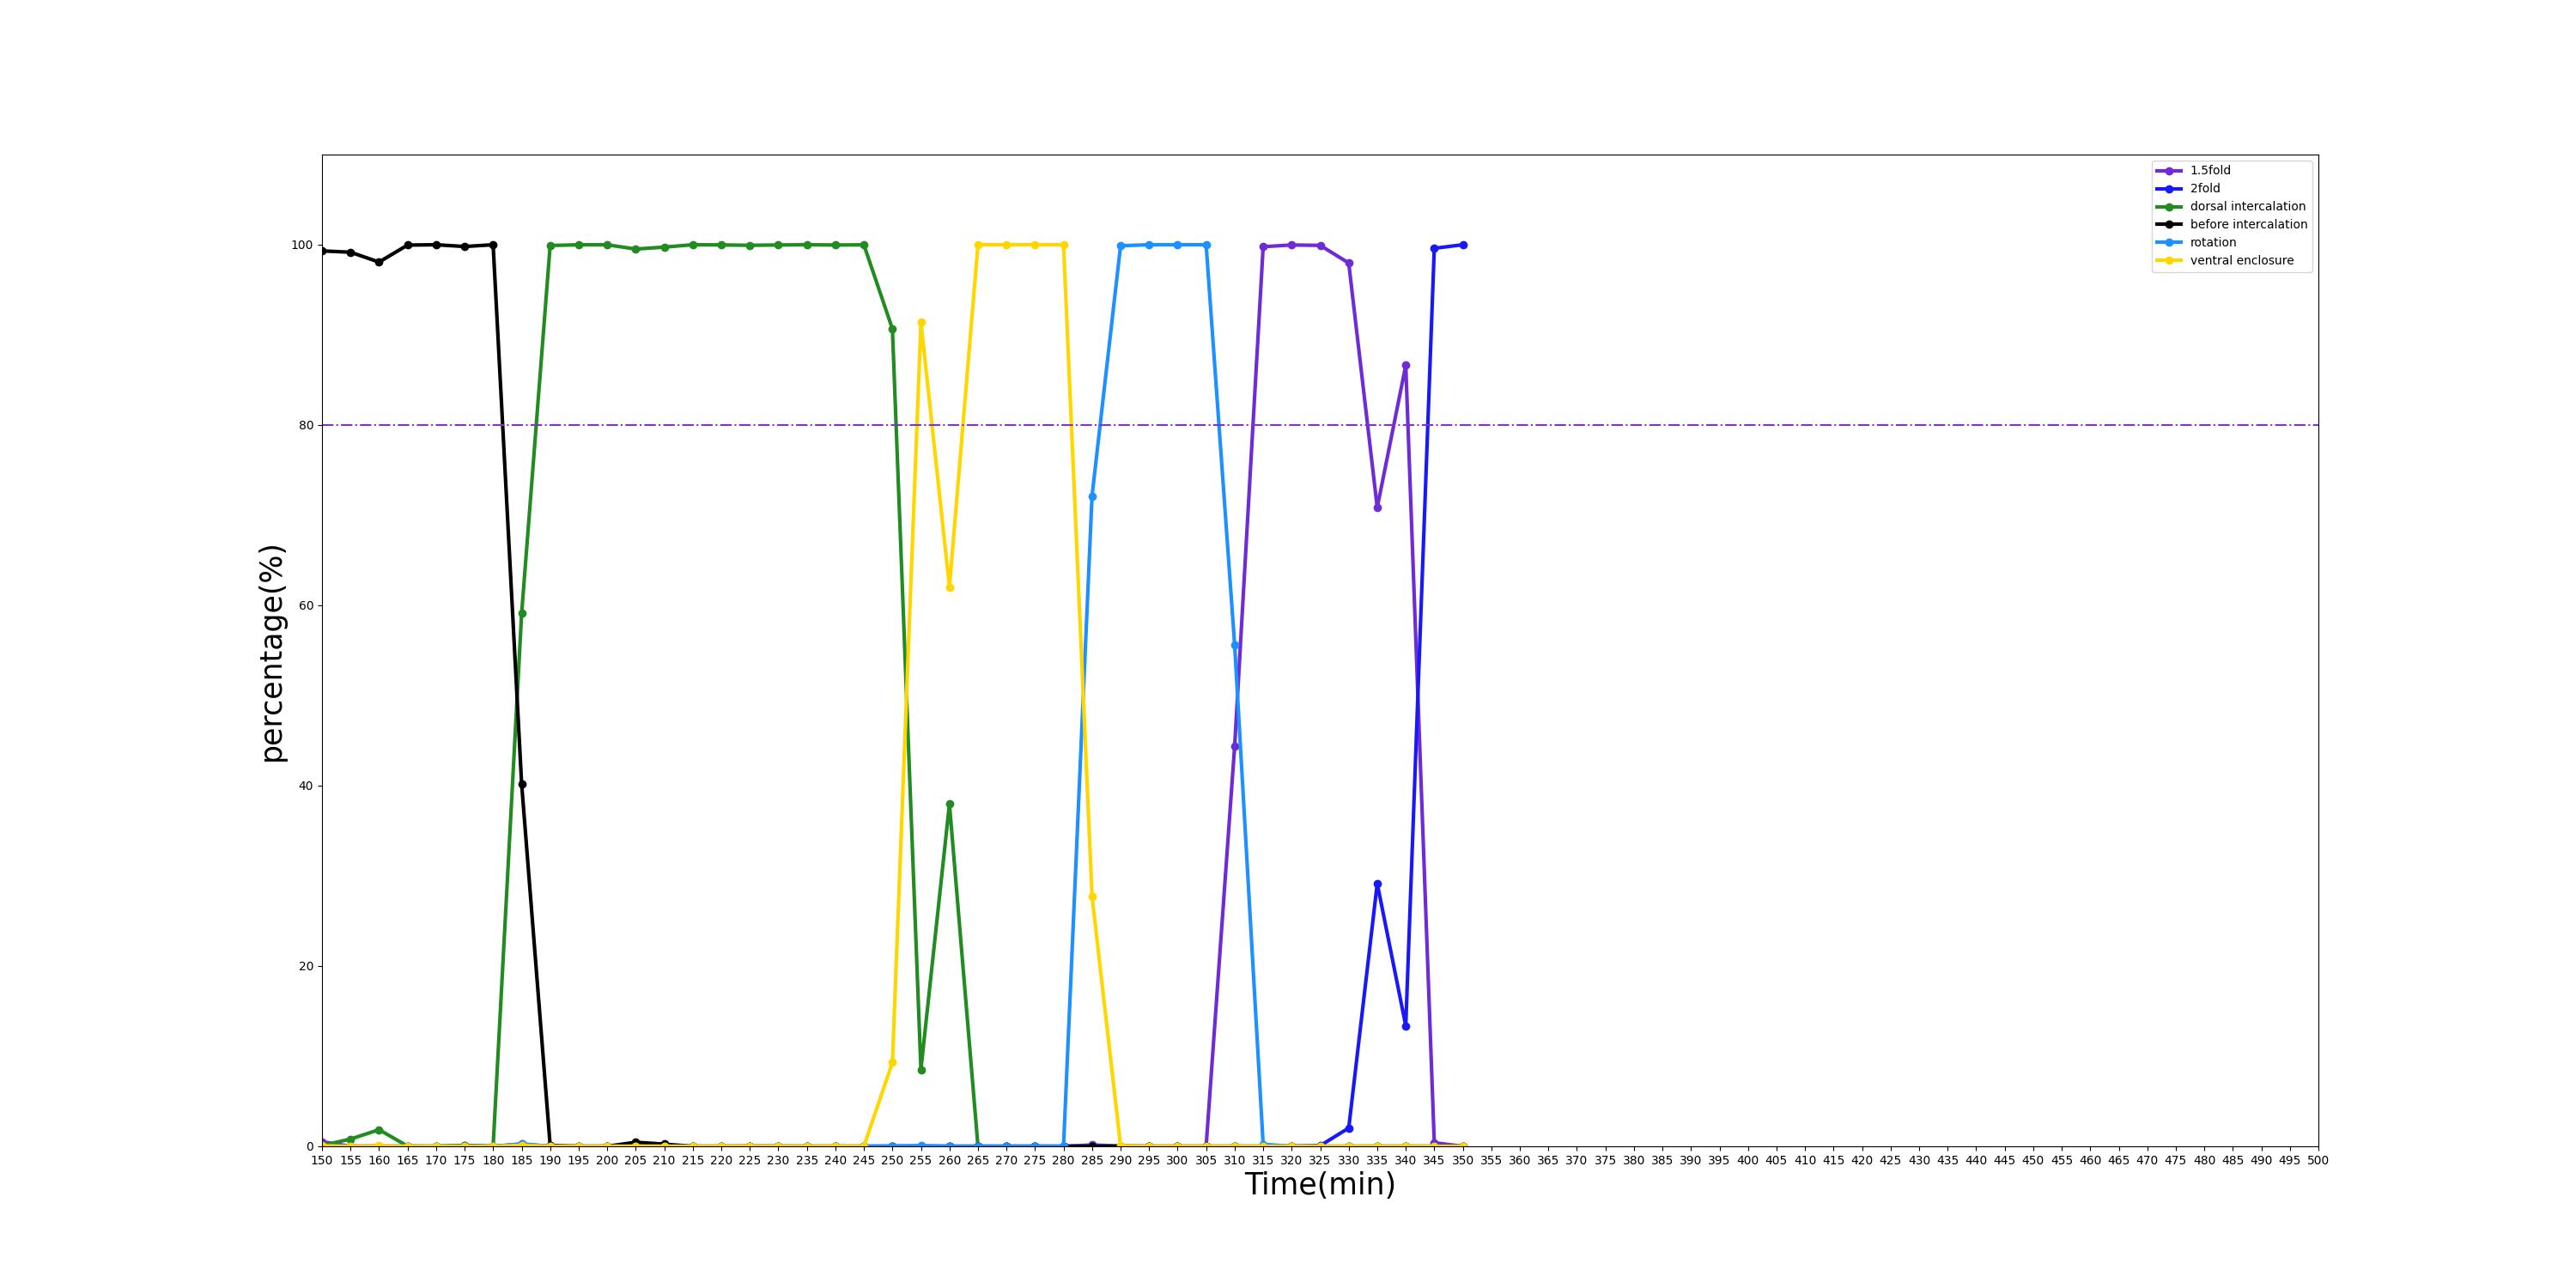 1.5fold
2fold
dorsal intercalation
before intercalation
rotation
ventral enclosure
100
80
60
40
20
0
percentage(%)
150 155 160 165 170 175 180 185 190 195 200 205 210 215 220 225 230 235 240 245 250 255 260 265 270 275 280 285 290 295 300 305 310 315 320 325 330 335 340 345 350 355 360 365 370 375 380 385 390 395 400 405 410 415 420 425 430 435 440 445 450 455 460 465 470 475 480 485 490 495 500
Time(min)